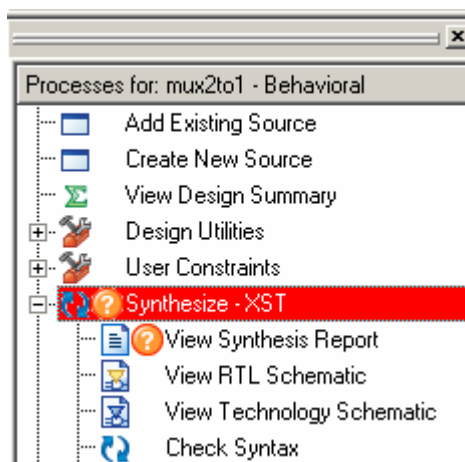 Processes for: mux2to1 - Behavioral
Add Existing Source
Create New Source
View Design Summary
Design Utilities
User Constraints
Synthesize - XST
View Synthesis Report
View RTL Schematic
View Technology Schematic
Check Syntax